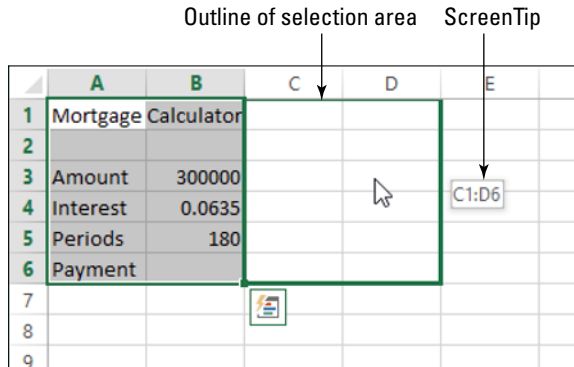 Outline of selection area ScreenTip
A B C D E
1 Mortgage Calculator
2
3 Amount 300000
4 Interest 0.0635
C1:D6
5 Periods 180
6 Payment
7
8
9